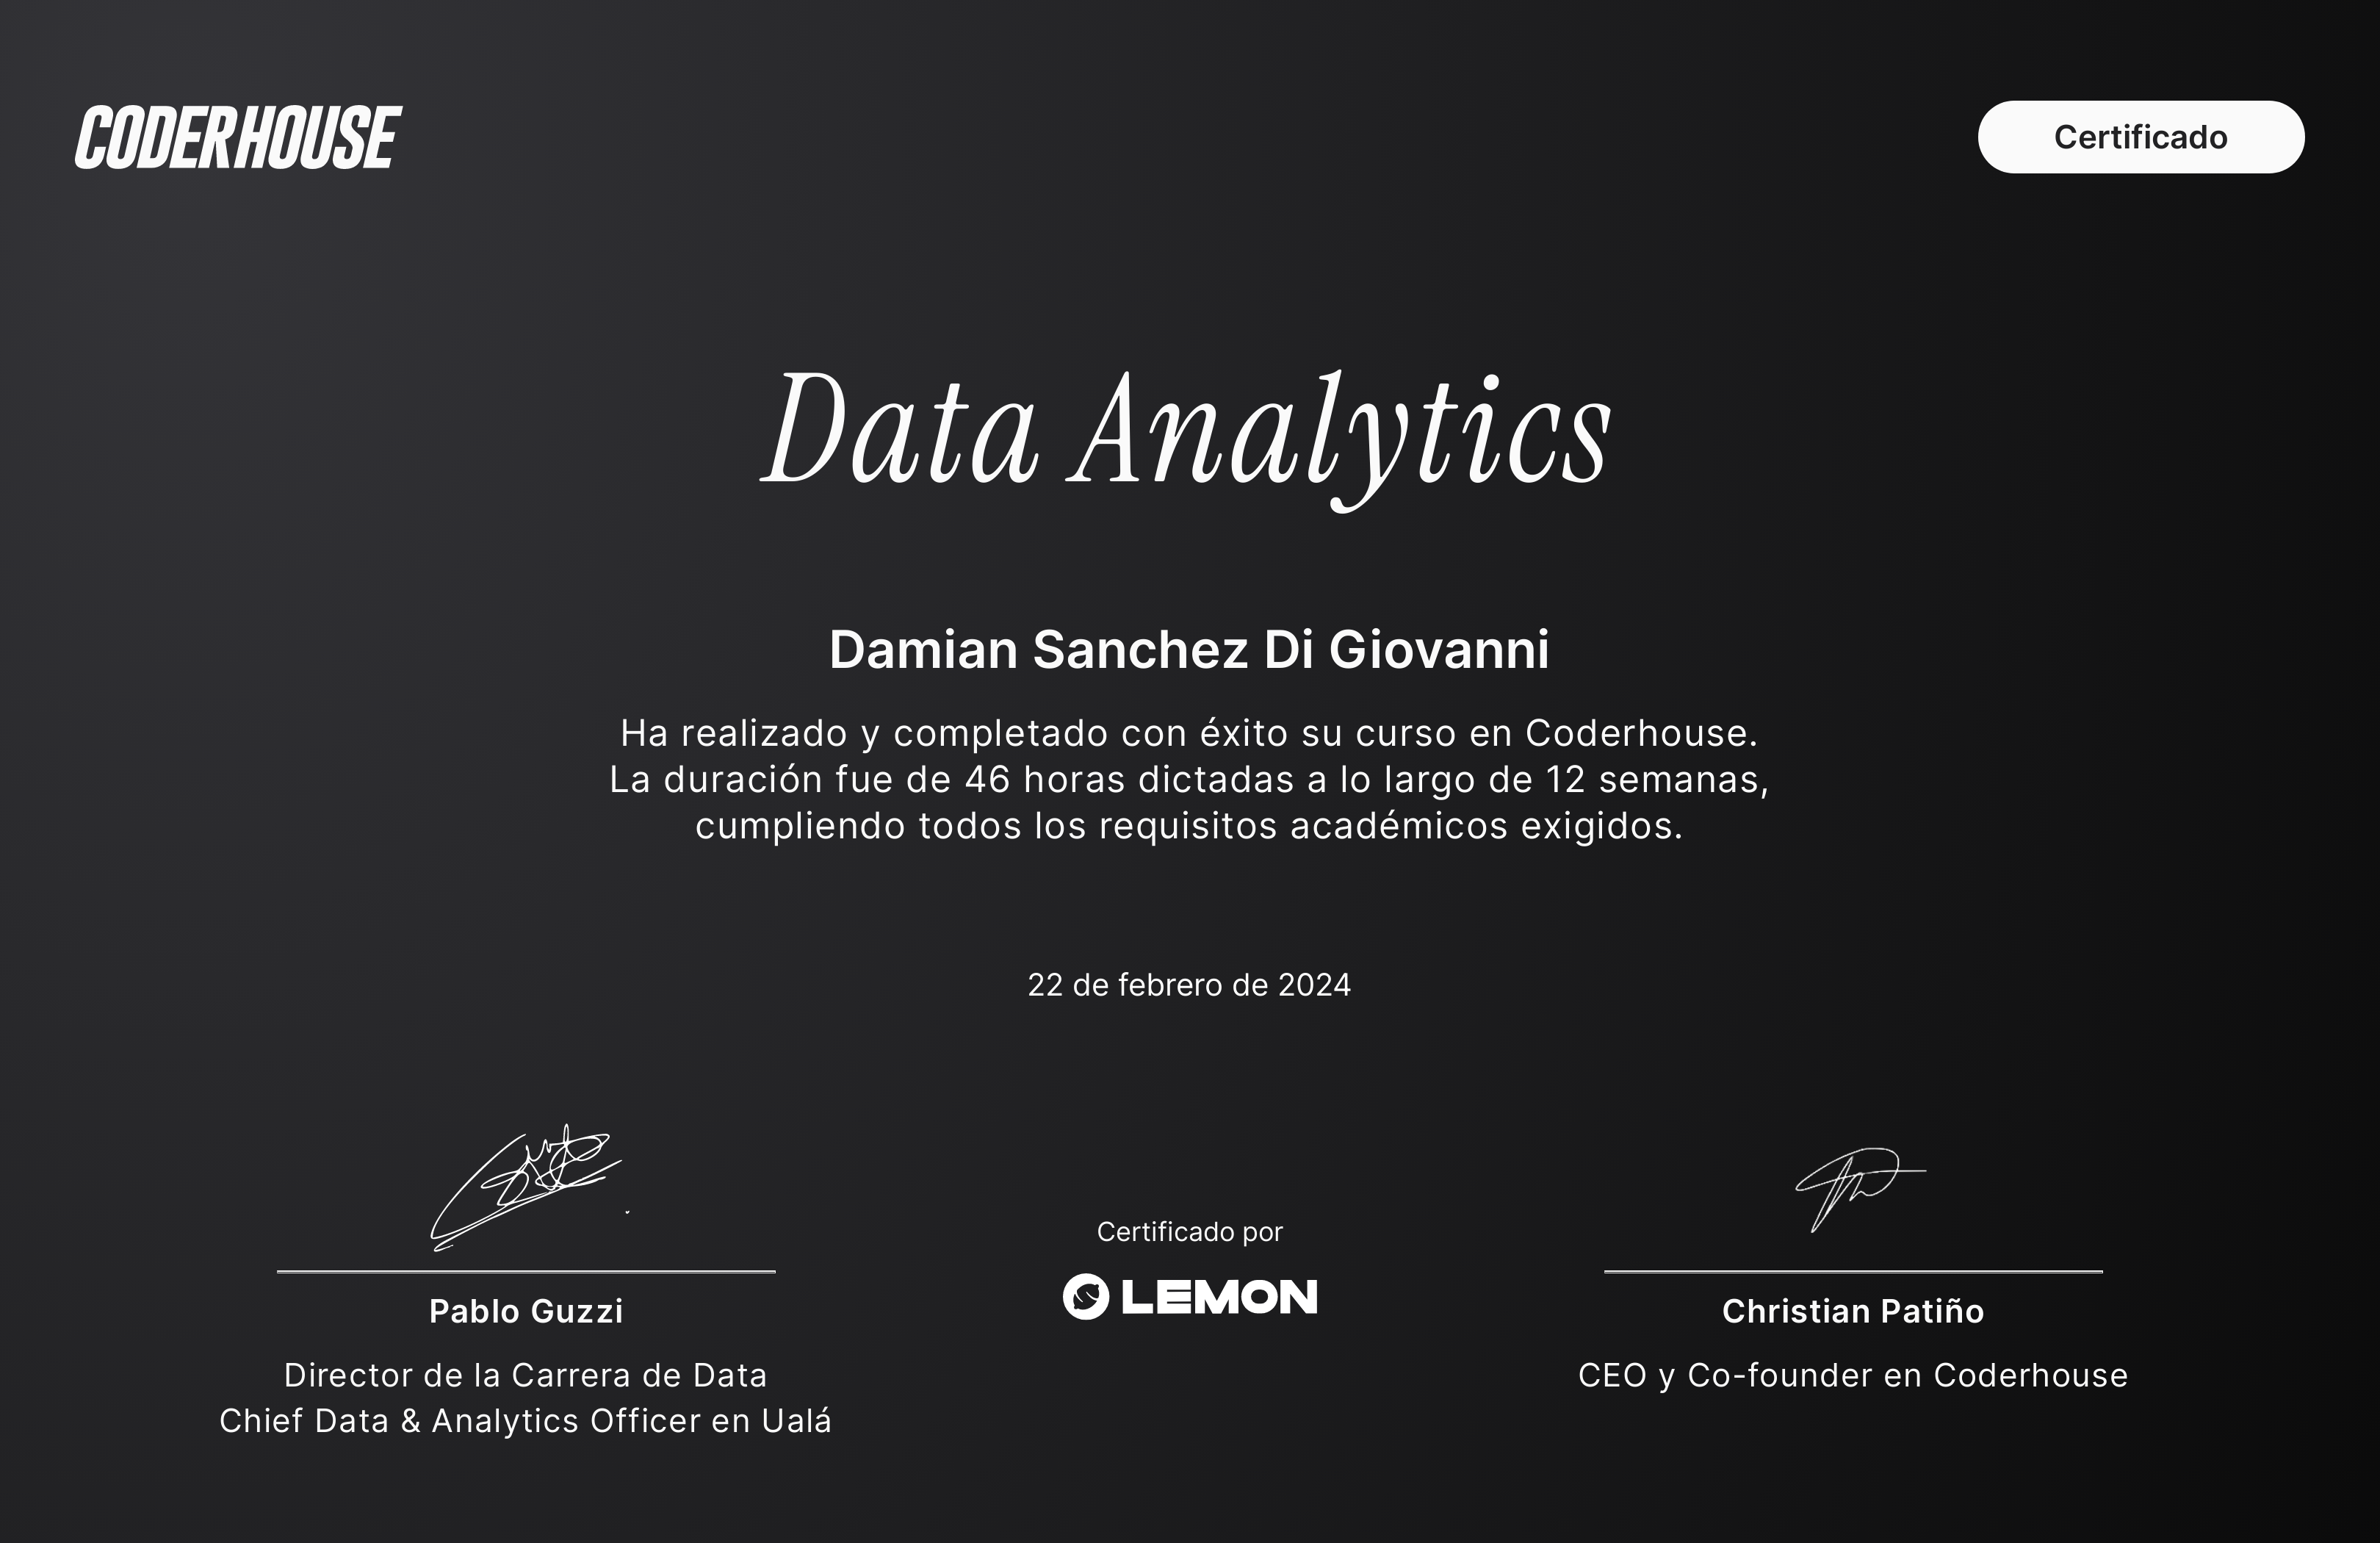 CODERHOUSE
Certificado
Data Analytics
Damian Sanchez Di Giovanni
Ha realizado y completado con éxito su curso en Coderhouse.
La duración fue de 46 horas dictadas a lo largo de 12 semanas,
cumpliendo todos los requisitos académicos exigidos.
22 de febrero de 2024
Pablo Guzzi
Director de la Carrera de Data
Chief Data & Analytics Officer en Ualá
Certificado por
LEMON
Christian Patiño
CEO y Co-founder en Coderhouse